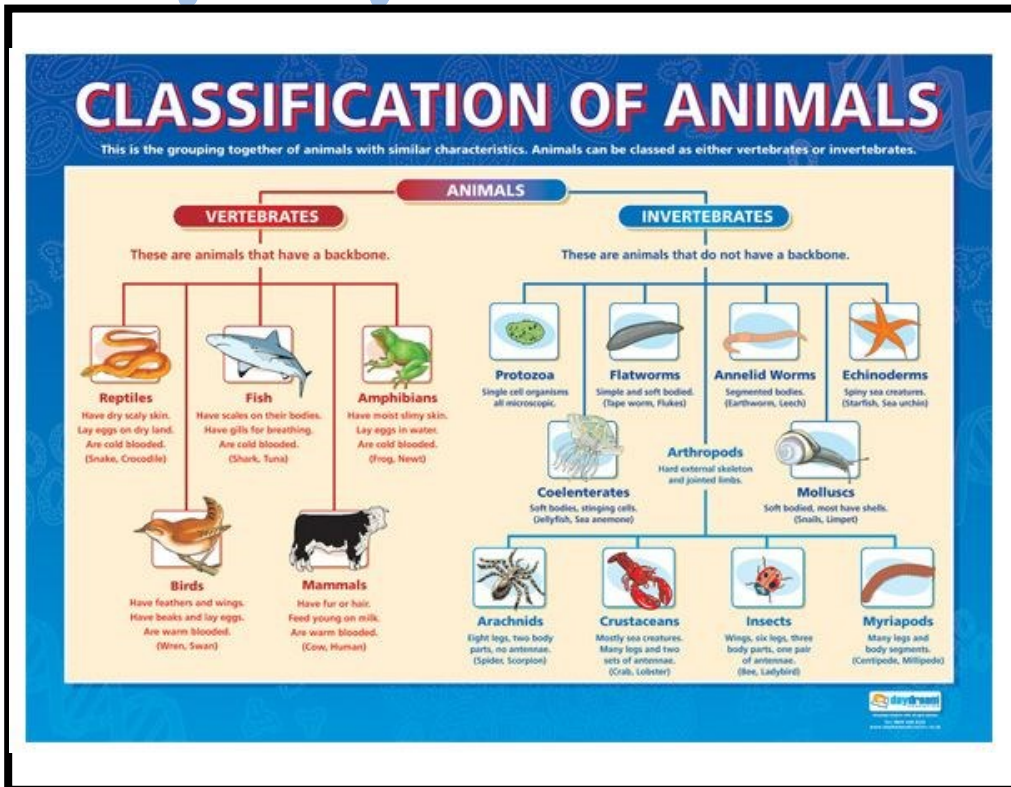 CLASSIFICATION OF ANIMALS
This is the grouping together of animals with similar characteristics. Animals can be classed as either vertebrates or invertebrates.
ANIMALS
VERTEBRATES
These are animals that have a backbone.
Reptiles
Have dry scaly skin.
Lay eggs on dry land.
Are cold blooded.
(Snake, Crocodile)
Fish
Have scales on their bodies.
Have gills for breathing.
Are cold blooded.
(Shark, Tuna)
Amphibians
Have moist slimy skin.
Lay eggs in water.
Are cold blooded.
(Frog, Newt)
Birds
Have feathers and wings.
Have beaks and lay eggs.
Are warm blooded.
(Wren, Swan)
Mammals
Have fur or hair.
Feed young on milk.
Are warm blooded.
(Cow, Human)
INVERTEBRATES
These are animals that do not have a backbone.
Protozoa
Single cell organisms
all microscopic.
Flatworms
Simple and soft bodied.
(Tape worm, Flukes)
Annelid Worms
Segmented bodies.
(Earthworm, Leech)
Echinoderms
Spiny sea creatures.
(Starfish, Sea urchin)
Coelenterates
Soft bodies, stinging cells.
(Jellyfish, Sea anemone)
Arthropods
Hard external skeleton
and jointed limbs.
Molluscs
Soft bodied, most have shells.
(Snails, Limpet)
Arachnids
Eight legs, two body
parts, no antennae.
(Spider, Scorpion)
Crustaceans
Mostly sea creatures.
Many legs and two
sets of antennae.
(Crab, Lobster)
Insects
Wings, six legs, three
body parts, one pair
of antennae.
(Bee, Ladybird)
Myriapods
Many legs and
body segments.
(Centipede, Millipede)
daydream